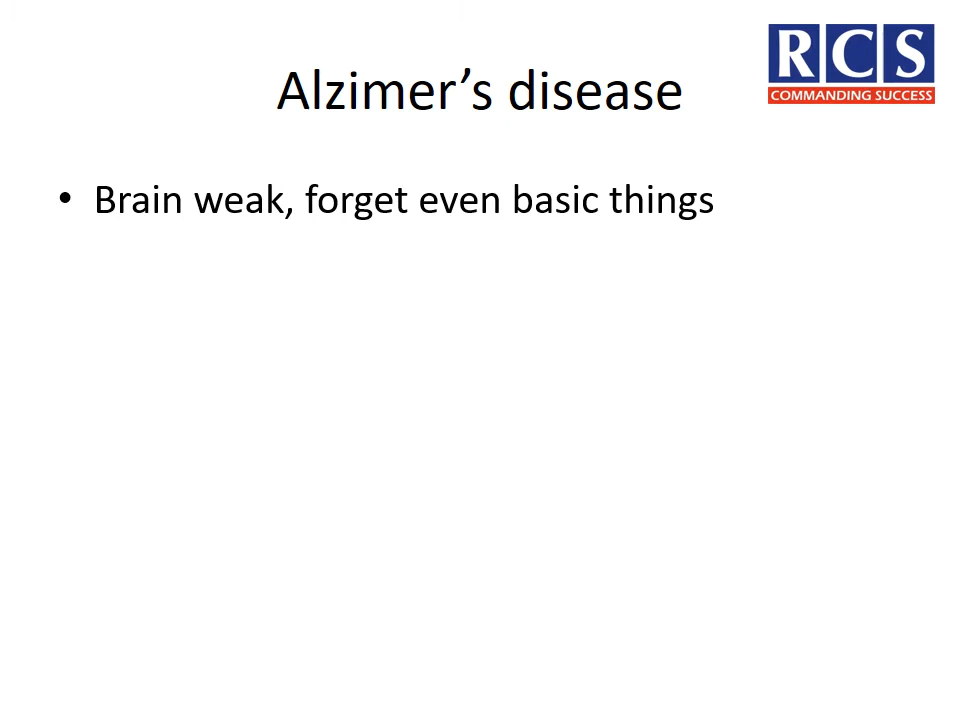 RCS
COMMANDING SUCCESS
Alzimer’s disease
• Brain weak, forget even basic things